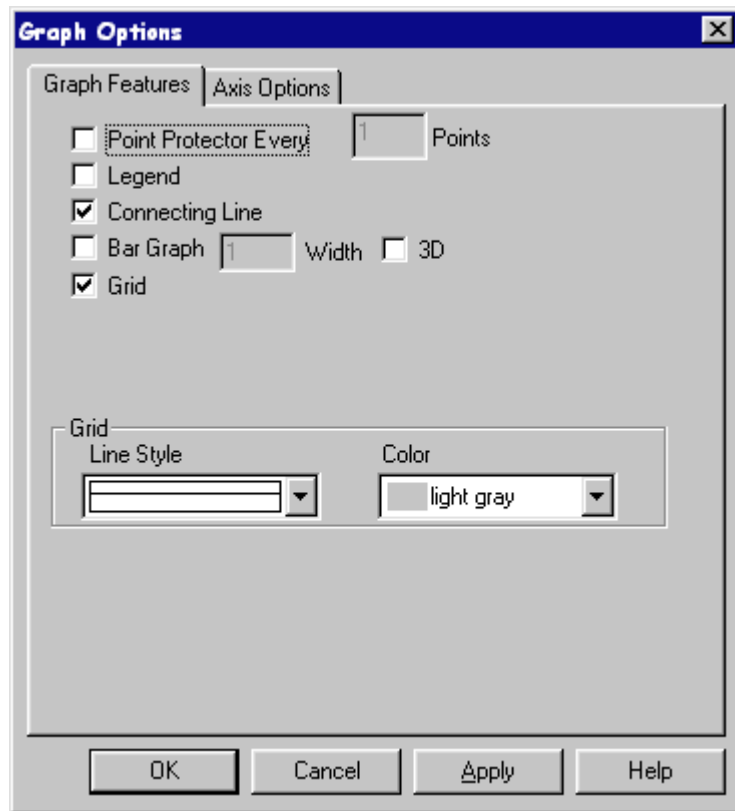 Graph Options
Graph Features Axis Options
Point Protector Every 1 Points
Legend
Connecting Line
Bar Graph 1 Width 3D
Grid
Grid
Line Style Color
light gray
OK Cancel Apply Help